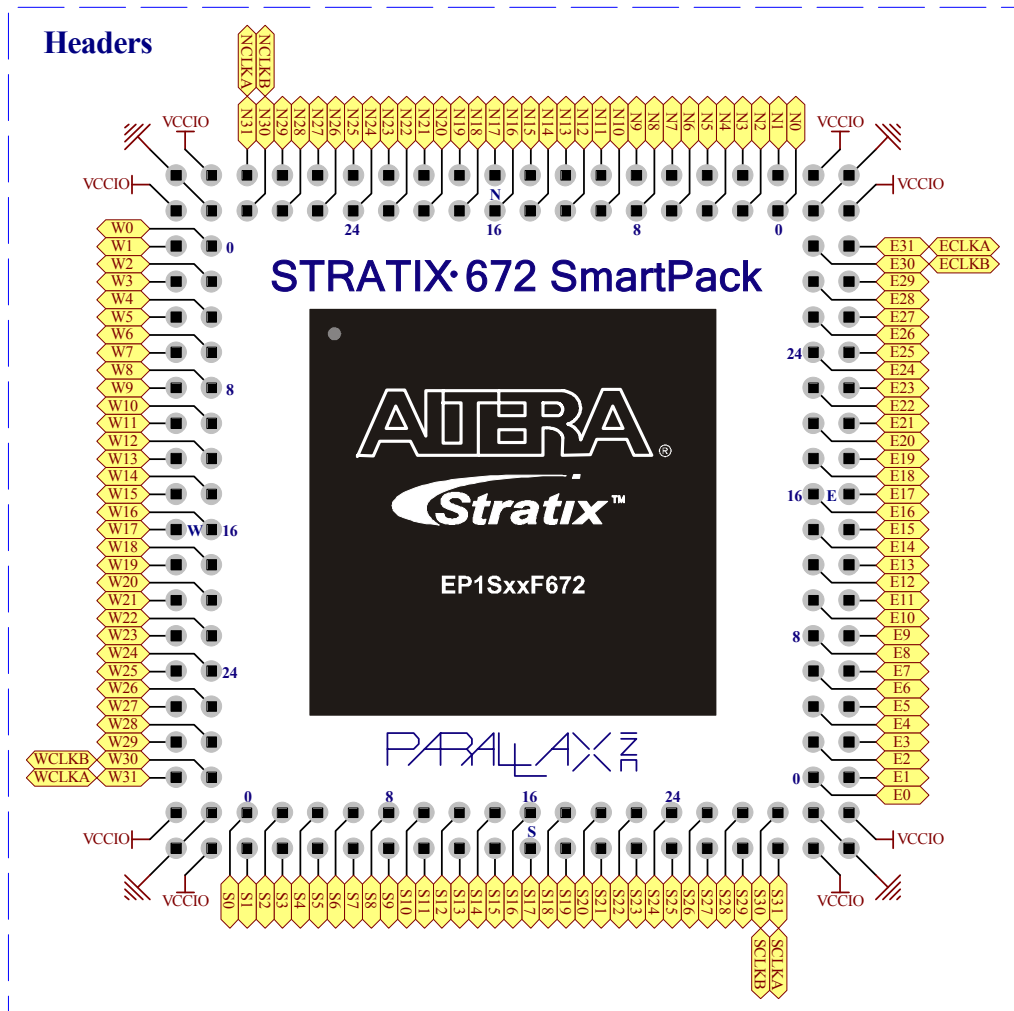 Headers
NCLKA
NCLKB
N31
N30
N29
N28
N27
N26
N25
N24
N23
N22
N21
N20
N19
N18
N17
N16
N15
N14
N13
N12
N11
N10
N9
N8
N7
N6
N5
N4
N3
N2
N1
N0
VCCIO
VCCIO
VCCIO
VCCIO
N
24
16
8
0
W0
W1
W2
W3
W4
W5
W6
W7
W8
W9
W10
W11
W12
W13
W14
W15
W16
W17
W18
W19
W20
W21
W22
W23
W24
W25
W26
W27
W28
W29
W30
W31
WCLKB
WCLKA
0
8
W
16
24
STRATIX·672 SmartPack
ALTERA®
Stratix™
EP1SxxF672
PARALLAX INC
E31
E30
E29
E28
E27
E26
E25
E24
E23
E22
E21
E20
E19
E18
E17
E16
E15
E14
E13
E12
E11
E10
E9
E8
E7
E6
E5
E4
E3
E2
E1
E0
ECLKA
ECLKB
24
16
E
8
0
0
8
16
24
S
VCCIO
VCCIO
VCCIO
VCCIO
S0
S1
S2
S3
S4
S5
S6
S7
S8
S9
S10
S11
S12
S13
S14
S15
S16
S17
S18
S19
S20
S21
S22
S23
S24
S25
S26
S27
S28
S29
S30
S31
SCLKB
SCLKA